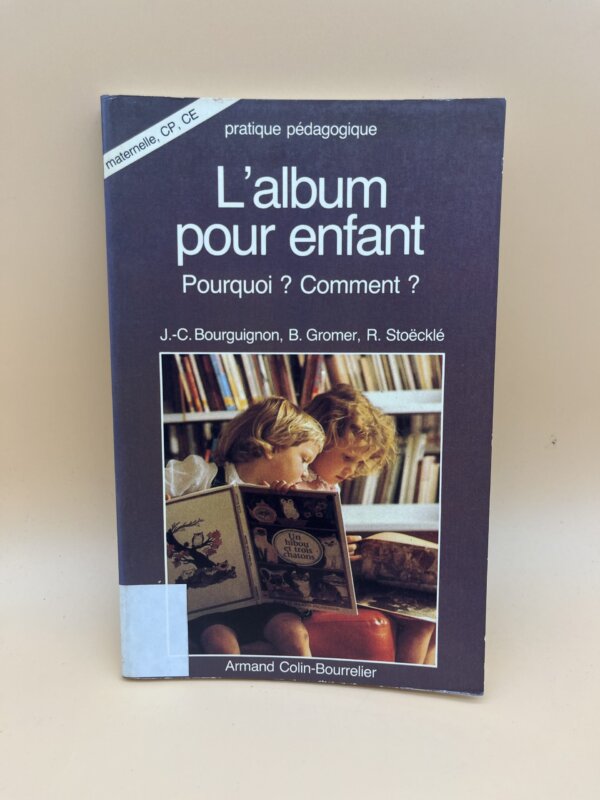 maternelle, CP, CE
pratique pédagogique
L'album
pour enfant
Pourquoi ? Comment ?
J.-C. Bourguignon, B. Gromer, R. Stoëcklé
Un
hibou
et trois
chatons
Armand Colin-Bourrelier